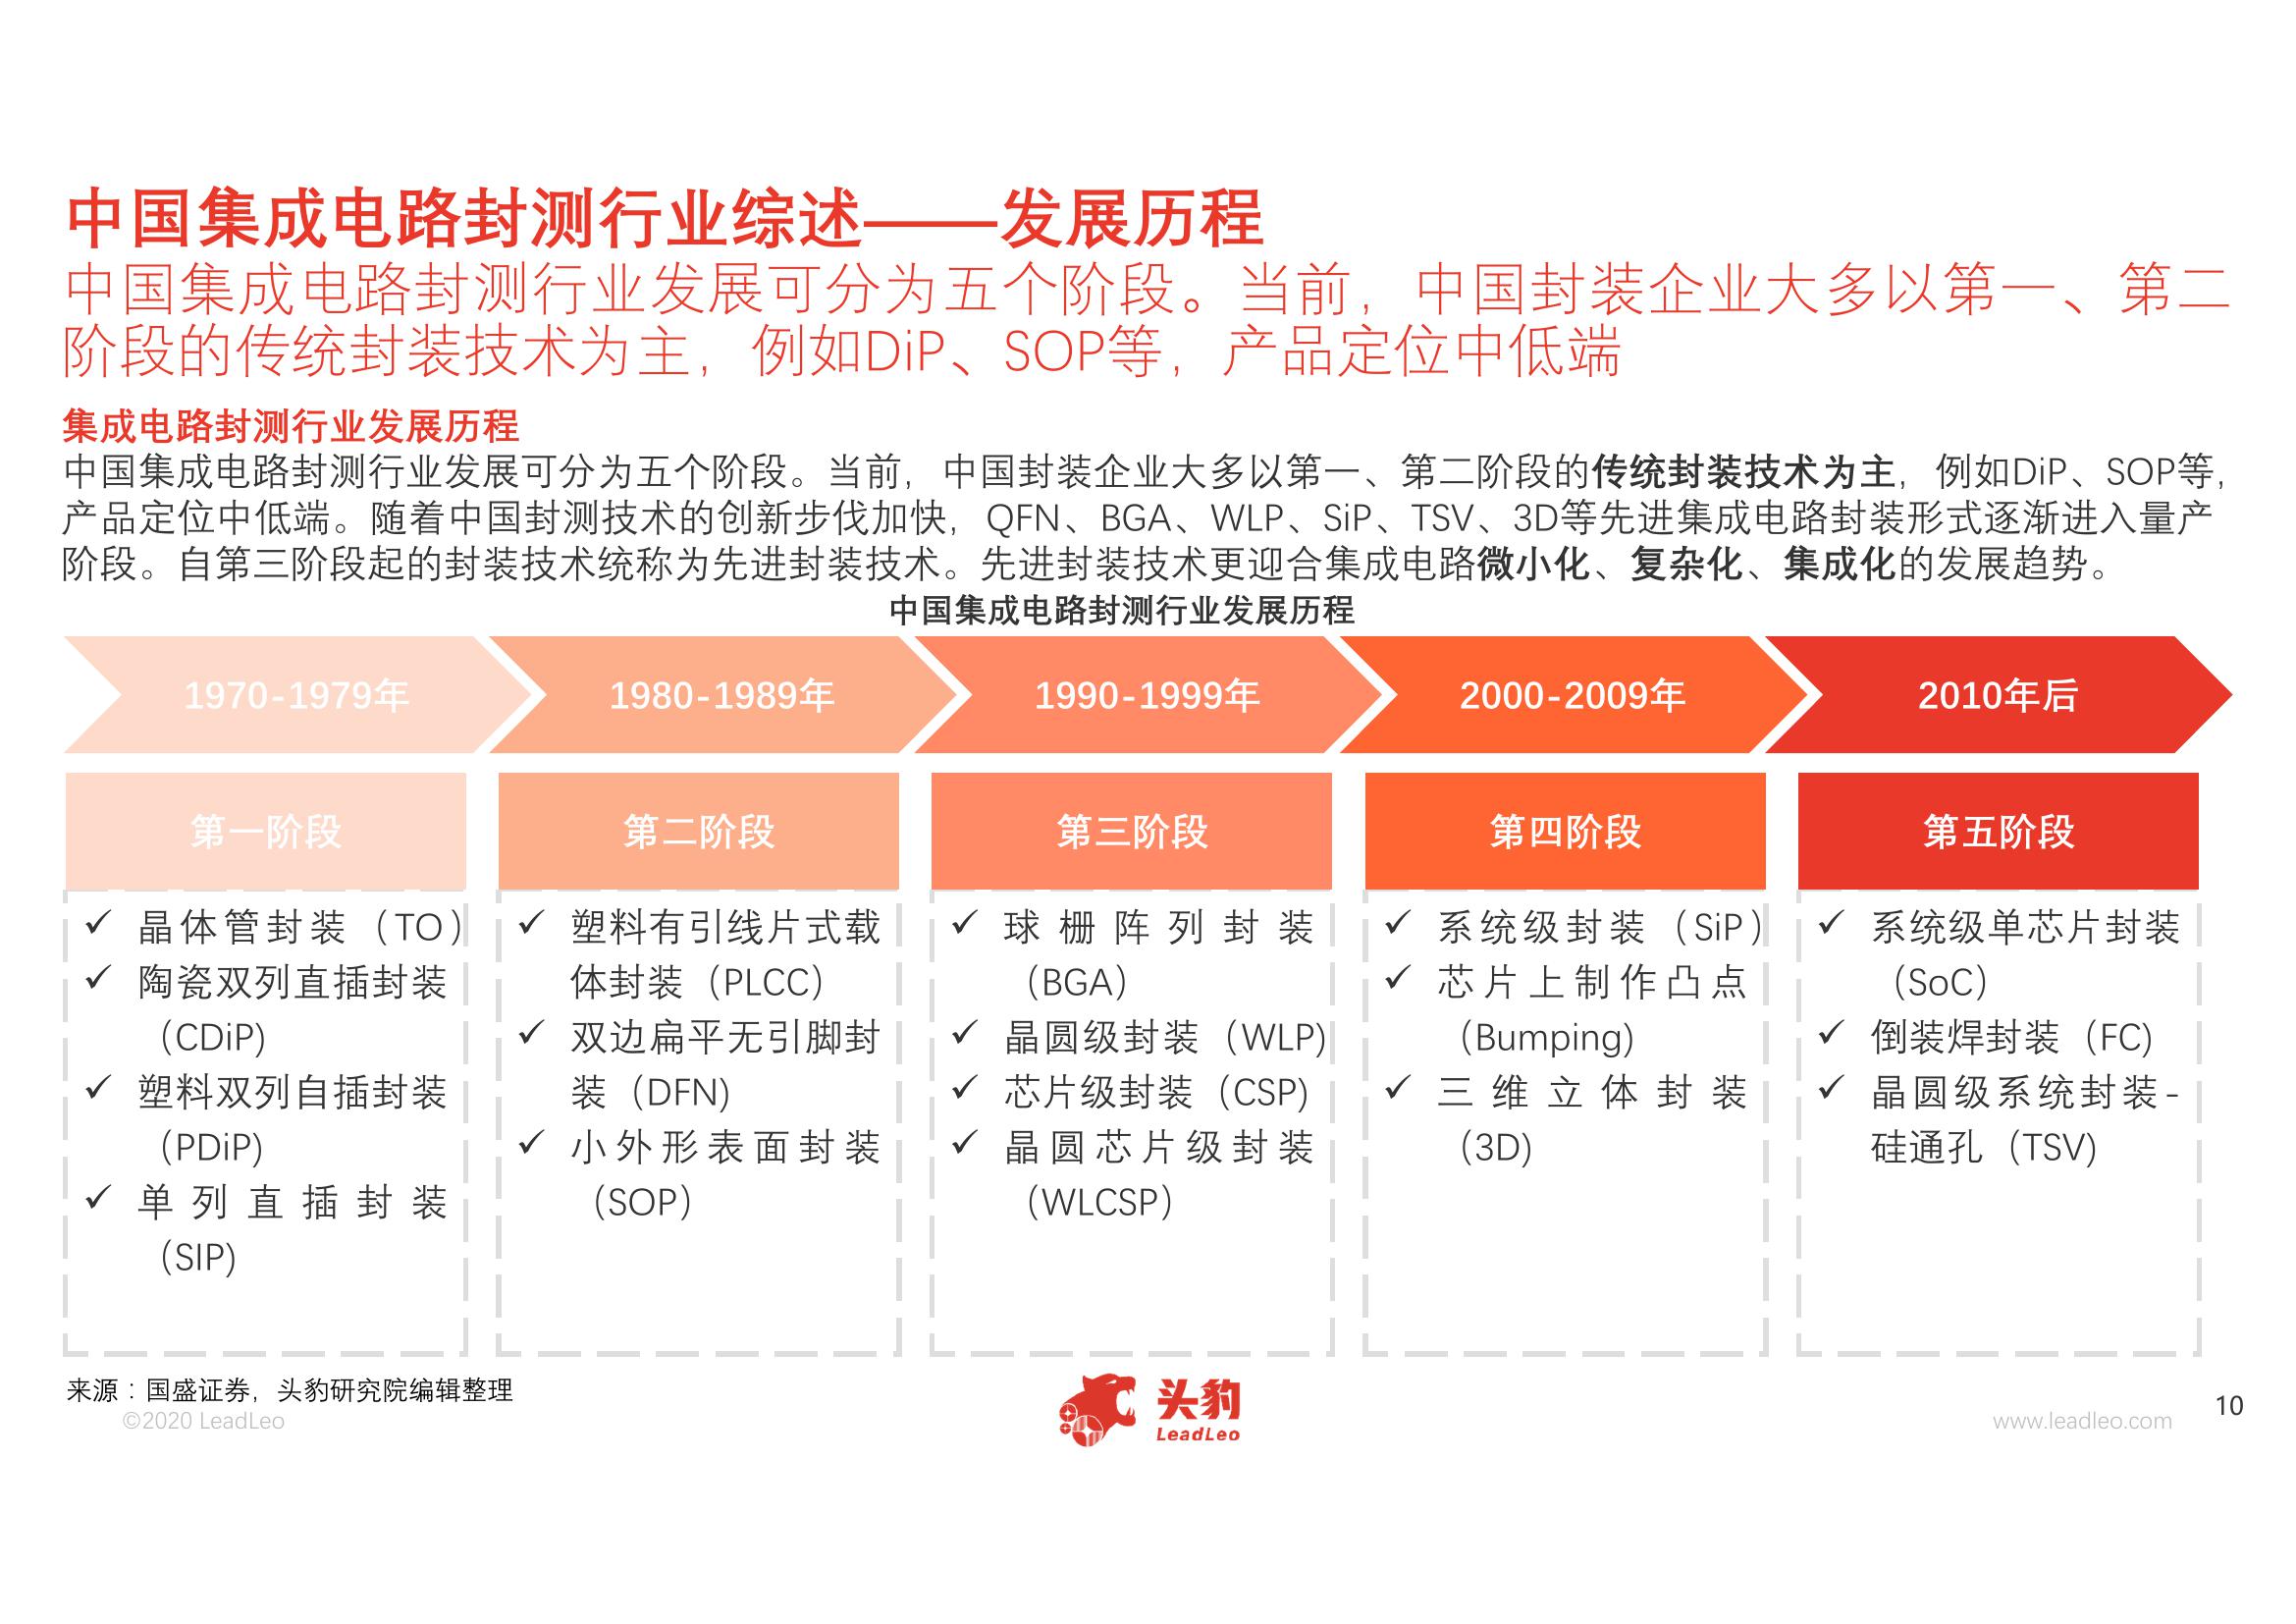 中国集成电路封测行业综述——发展历程
中国集成电路封测行业发展可分为五个阶段。当前，中国封装企业大多以第一、第二
阶段的传统封装技术为主，例如DiP、SOP等，产品定位中低端
集成电路封测行业发展历程
中国集成电路封测行业发展可分为五个阶段。当前，中国封装企业大多以第一、第二阶段的传统封装技术为主，例如DiP、SOP等，
产品定位中低端。随着中国封测技术的创新步伐加快，QFN、BGA、WLP、SiP、TSV、3D等先进集成电路封装形式逐渐进入量产
阶段。自第三阶段起的封装技术统称为先进封装技术。先进封装技术更迎合集成电路微小化、复杂化、集成化的发展趋势。
中国集成电路封测行业发展历程
1970-1979年
1980-1989年
1990-1999年
2000-2009年
2010年后
第一阶段
第二阶段
第三阶段
第四阶段
第五阶段
✓ 晶体管封装（TO）
✓ 陶瓷双列直插封装
（CDiP)
✓ 塑料双列自插封装
（PDiP)
✓ 单列直插封装
（SIP)
✓ 塑料有引线片式载
体封装（PLCC）
✓ 双边扁平无引脚封
装（DFN)
✓ 小外形表面封装
（SOP）
✓ 球栅阵列封装
（BGA）
✓ 晶圆级封装（WLP)
✓ 芯片级封装（CSP)
✓ 晶圆芯片级封装
（WLCSP）
✓ 系统级封装（SiP）
✓ 芯片上制作凸点
（Bumping)
✓ 三维立体封装
（3D)
✓ 系统级单芯片封装
（SoC）
✓ 倒装焊封装（FC)
✓ 晶圆级系统封装-
硅通孔（TSV)
来源：国盛证券，头豹研究院编辑整理
©2020 LeadLeo
头豹
LeadLeo
www.leadleo.com
10